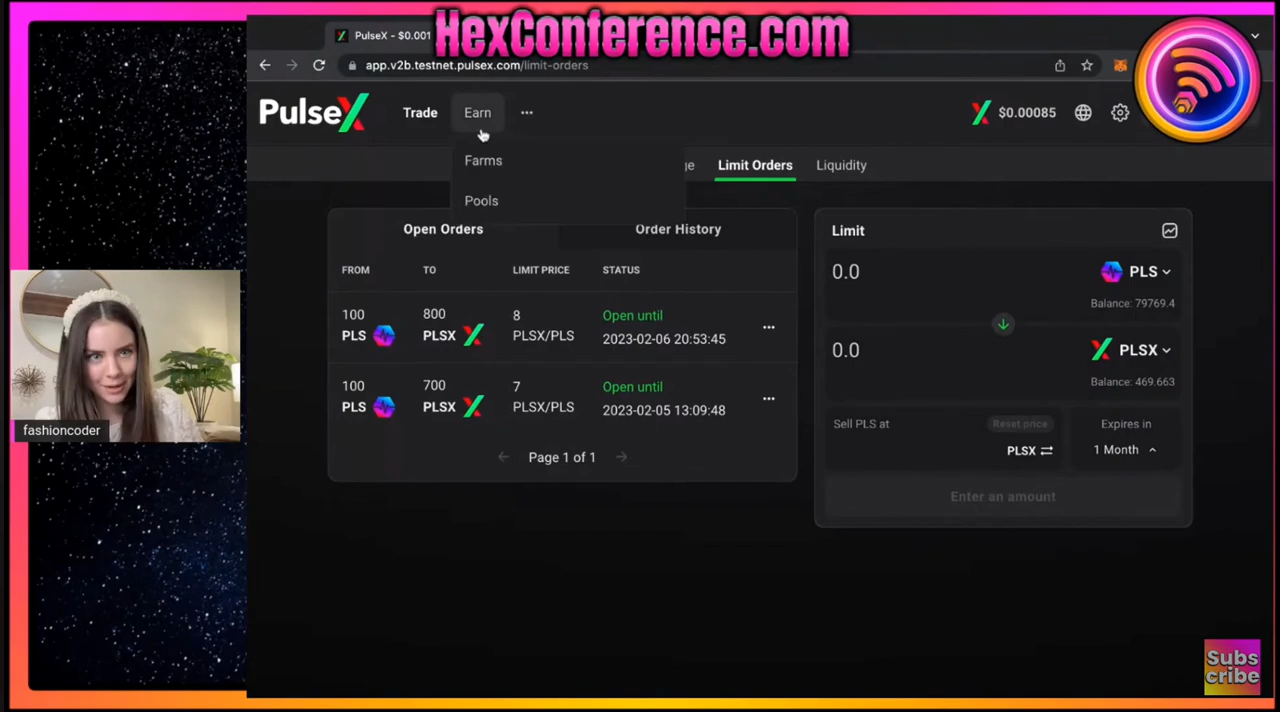 HexConference.com
PulseX - $0.001
app.v2b.testnet.pulsex.com/limit-orders
PulseX
Trade
Earn
...
$0.00085
Farms
Pools
ge
Limit Orders
Liquidity
Open Orders
Order History
FROM TO LIMIT PRICE STATUS
100 PLS
800 PLSX
8 PLSX/PLS
Open until
2023-02-06 20:53:45
...
100 PLS
700 PLSX
7 PLSX/PLS
Open until
2023-02-05 13:09:48
...
Page 1 of 1
Limit
0.0
PLS
Balance: 79769.4
0.0
PLSX
Balance: 469.663
Sell PLS at
Reset price
PLSX
Expires in
1 Month
Enter an amount
fashioncoder
Subs
cribe